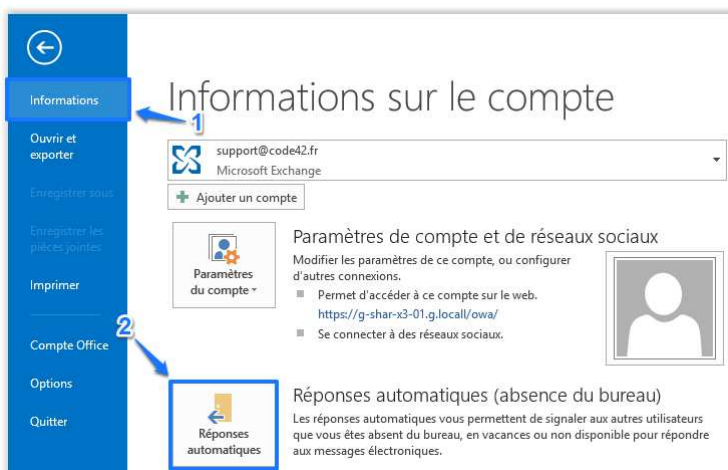 Informations
Ouvrir et
exporter
Enregistrer sous
Enregistrer les
pièces jointes
Imprimer
Compte Office
Options
Quitter
1
2
Informations sur le compte
support@code42.fr
Microsoft Exchange
Ajouter un compte
Paramètres
du compte
Paramètres de compte et de réseaux sociaux
Modifier les paramètres de ce compte, ou configurer
d'autres connexions.
Permet d'accéder à ce compte sur le web.
https://g-shar-x3-01.g.locall/owa/
Se connecter à des réseaux sociaux.
Réponses
automatiques
Réponses automatiques (absence du bureau)
Les réponses automatiques vous permettent de signaler aux autres utilisateurs
que vous êtes absent du bureau, en vacances ou non disponible pour répondre
aux messages électroniques.